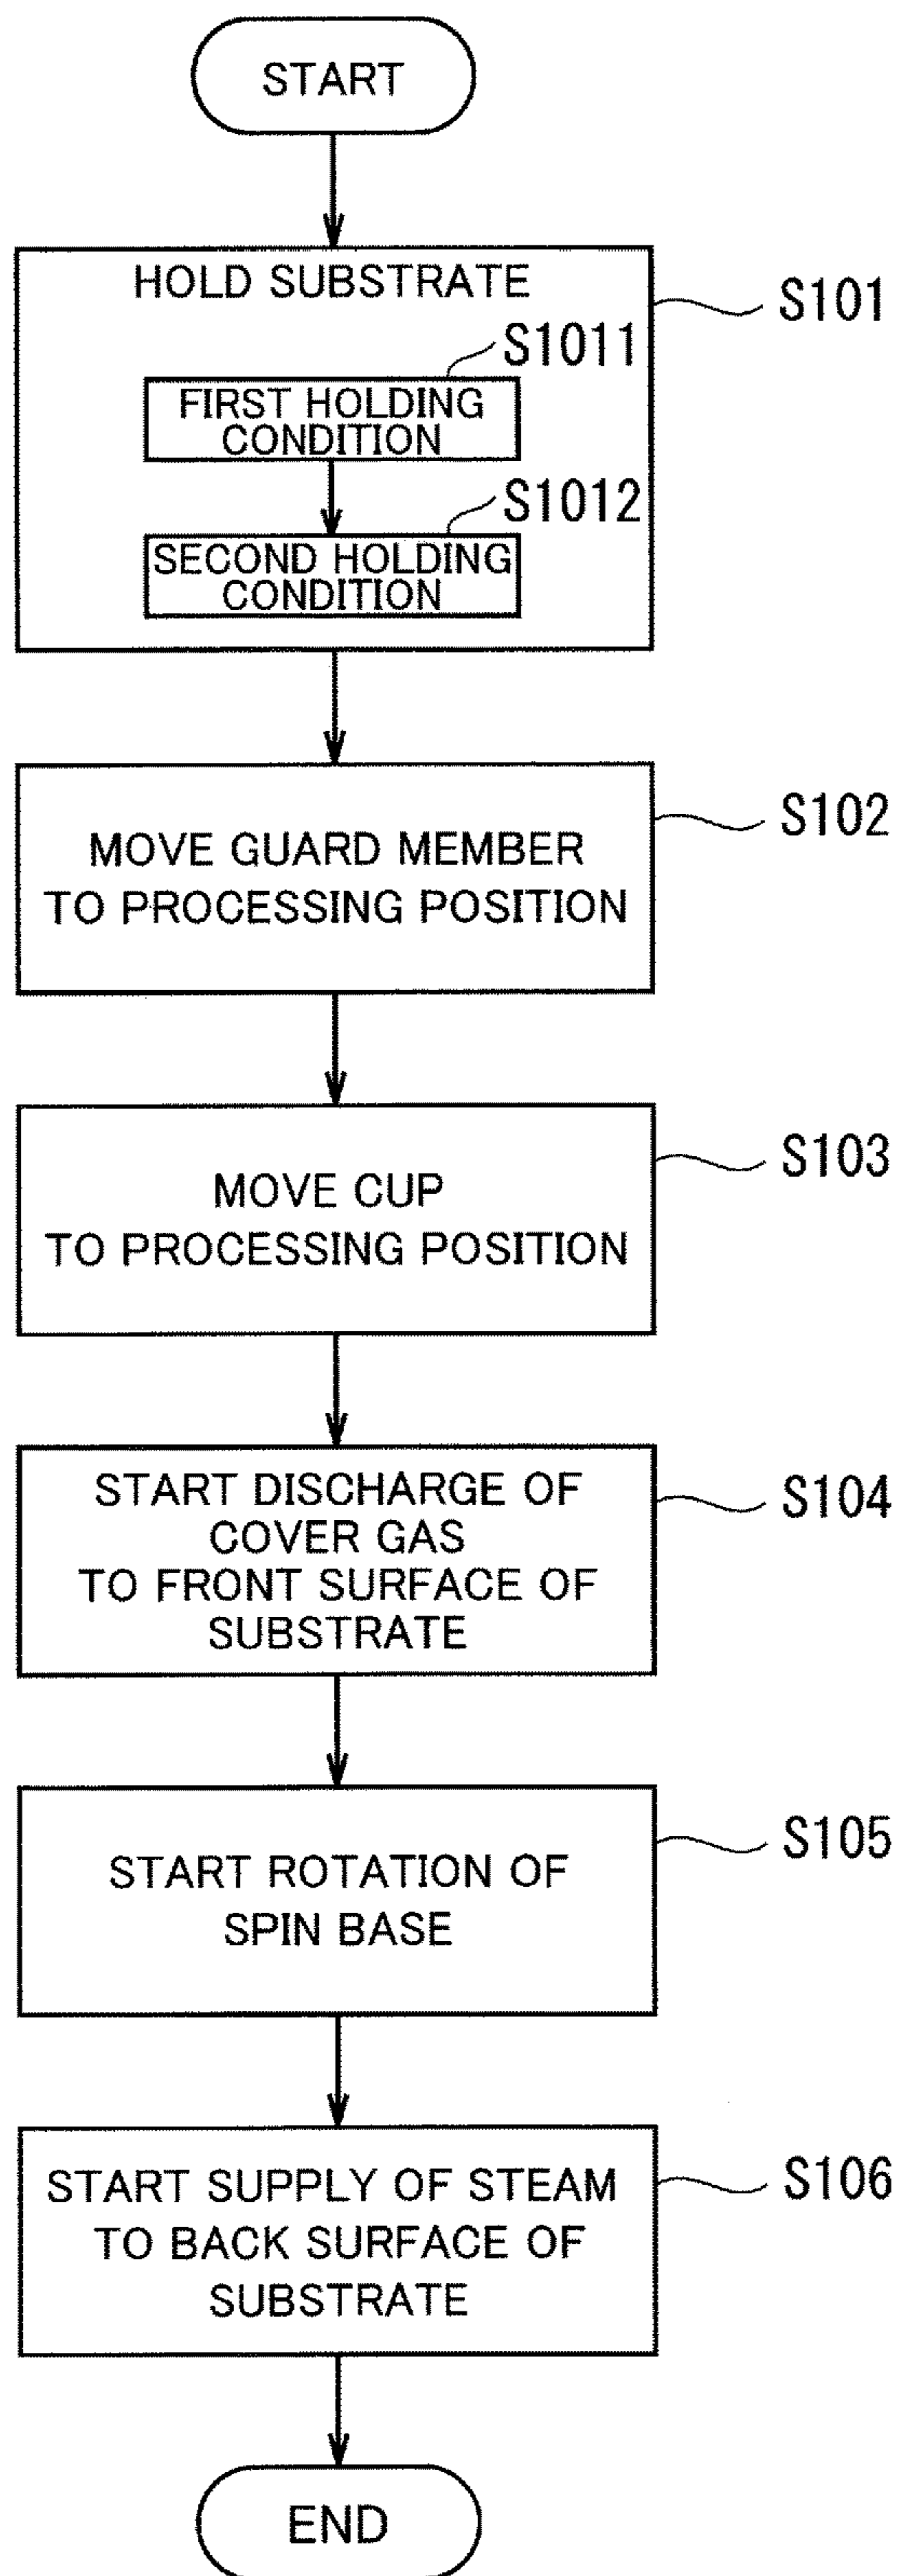 START
HOLD SUBSTRATE
S101
S1011
FIRST HOLDING
CONDITION
S1012
SECOND HOLDING
CONDITION
MOVE GUARD MEMBER
TO PROCESSING POSITION
S102
MOVE CUP
TO PROCESSING POSITION
S103
START DISCHARGE OF
COVER GAS
TO FRONT SURFACE OF
SUBSTRATE
S104
START ROTATION OF
SPIN BASE
S105
START SUPPLY OF STEAM
TO BACK SURFACE OF
SUBSTRATE
S106
END